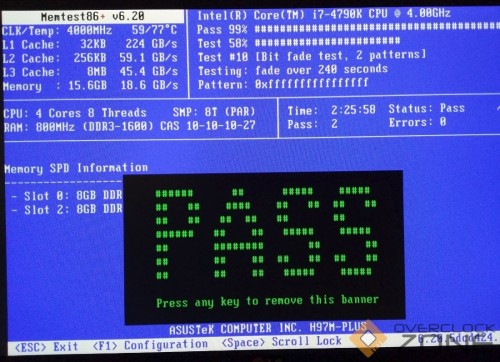 Memtest86+ v6.20
Intel(R) Core(TM) i7-4790K CPU @ 4.00GHz
CLK/Temp: 4000MHz 59/77°C
Pass 99% ######################################
L1 Cache: 32KB 224 GB/s
Test 58% #######################
L2 Cache: 256KB 59.1 GB/s
Test #10 [Bit fade test, 2 patterns]
L3 Cache: 8MB 45.4 GB/s
Testing: fade over 240 seconds
Memory : 15.6GB 18.6 GB/s
Pattern: 0xffffffffffffffff
CPU: 4 Cores 8 Threads SMP: 8T (PAR)
Time: 2:25:58 Status: Pass
RAM: 800MHz (DDR3-1600) CAS 10-10-10-27
Pass: 2 Errors: 0
Memory SPD Information
- Slot 0: 8GB DDR
- Slot 2: 8GB DDR
PASS
Press any key to remove this banner
ASUSTeK COMPUTER INC. H97M-PLUS
OVERCLOCK
ZONE
<ESC> Exit <F1> Configuration <Space> Scroll Lock